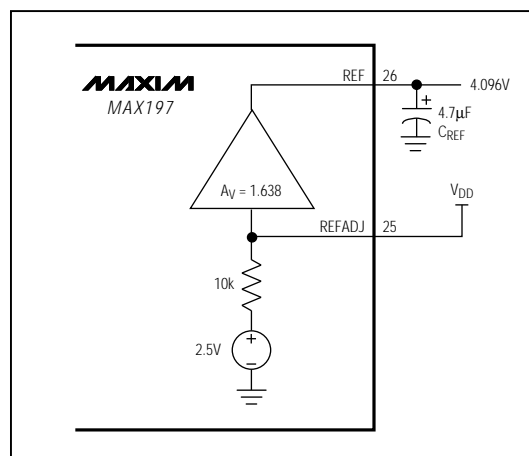 REF 26
4.096V
MAXIM
MAX197
+
4.7µF
CREF
AV = 1.638
VDD
REFADJ 25
10k
2.5V
+
–